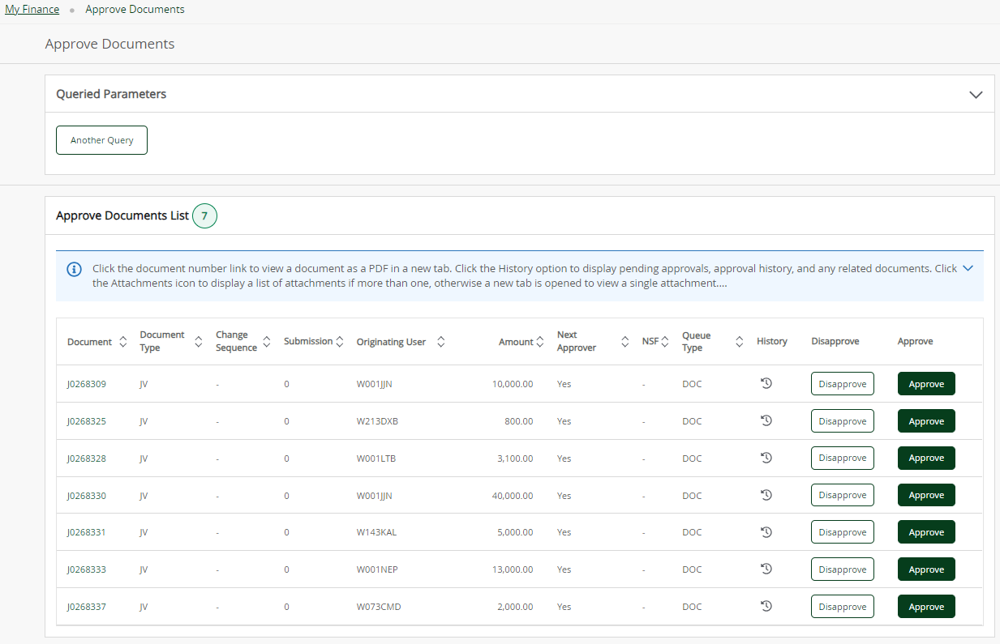 My Finance • Approve Documents
Approve Documents
Queried Parameters
Another Query
Approve Documents List 7
Click the document number link to view a document as a PDF in a new tab. Click the History option to display pending approvals, approval history, and any related documents. Click
the Attachments icon to display a list of attachments if more than one, otherwise a new tab is opened to view a single attachment....
Document Document Type Change Sequence Submission Originating User Amount Next Approver NSF Queue Type History Disapprove Approve
J0268309 JV - 0 W001JJN 10,000.00 Yes - DOC Disapprove Approve
J0268325 JV - 0 W213DXB 800.00 Yes - DOC Disapprove Approve
J0268328 JV - 0 W001LTB 3,100.00 Yes - DOC Disapprove Approve
J0268330 JV - 0 W001JJN 40,000.00 Yes - DOC Disapprove Approve
J0268331 JV - 0 W143KAL 5,000.00 Yes - DOC Disapprove Approve
J0268333 JV - 0 W001NEP 13,000.00 Yes - DOC Disapprove Approve
J0268337 JV - 0 W073CMD 2,000.00 Yes - DOC Disapprove Approve